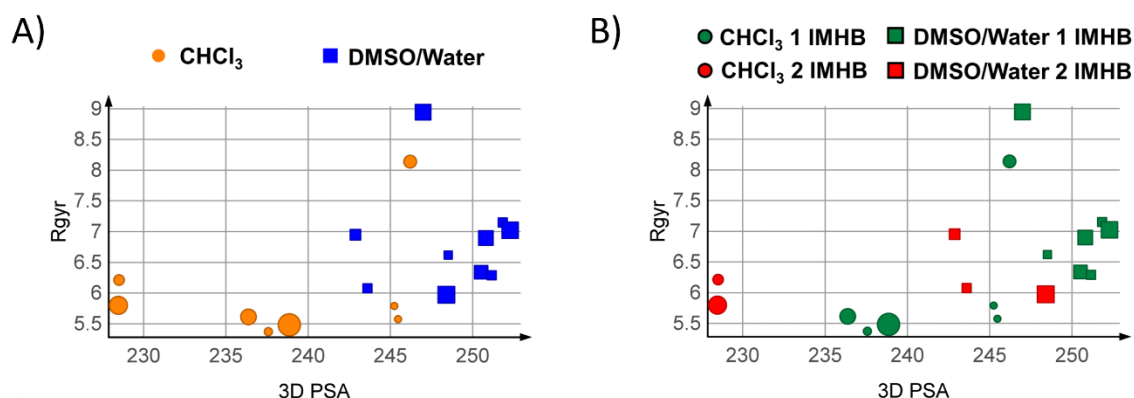 A)
CHCl3
DMSO/Water
9
8.5
8
7.5
7
6.5
6
5.5
Rgyr
230
235
240
245
250
3D PSA
B)
CHCl3 1 IMHB
DMSO/Water 1 IMHB
CHCl3 2 IMHB
DMSO/Water 2 IMHB
9
8.5
8
7.5
7
6.5
6
5.5
Rgyr
230
235
240
245
250
3D PSA